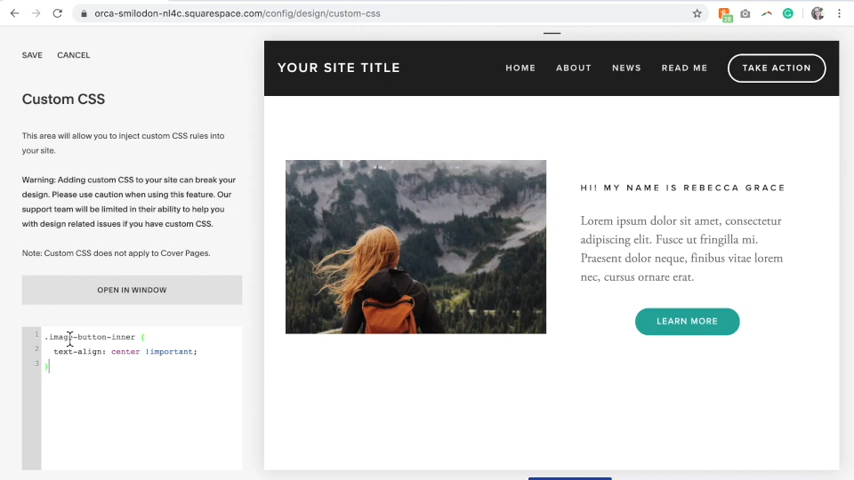 orca-smilodon-nl4c.squarespace.com/config/design/custom-css
28
SAVE CANCEL
Custom CSS
This area will allow you to inject custom CSS rules into
your site.
Warning: Adding custom CSS to your site can break your
design. Please use caution when using this feature. Our
support team will be limited in their ability to help you
with design related issues if you have custom CSS.
Note: Custom CSS does not apply to Cover Pages.
OPEN IN WINDOW
1 .image-button-inner {
2 text-align: center !important;
3 }
YOUR SITE TITLE HOME ABOUT NEWS READ ME TAKE ACTION
HI! MY NAME IS REBECCA GRACE
Lorem ipsum dolor sit amet, consectetur
adipiscing elit. Fusce ut fringilla mi.
Praesent dolor neque, finibus vitae lorem
nec, cursus ornare erat.
LEARN MORE